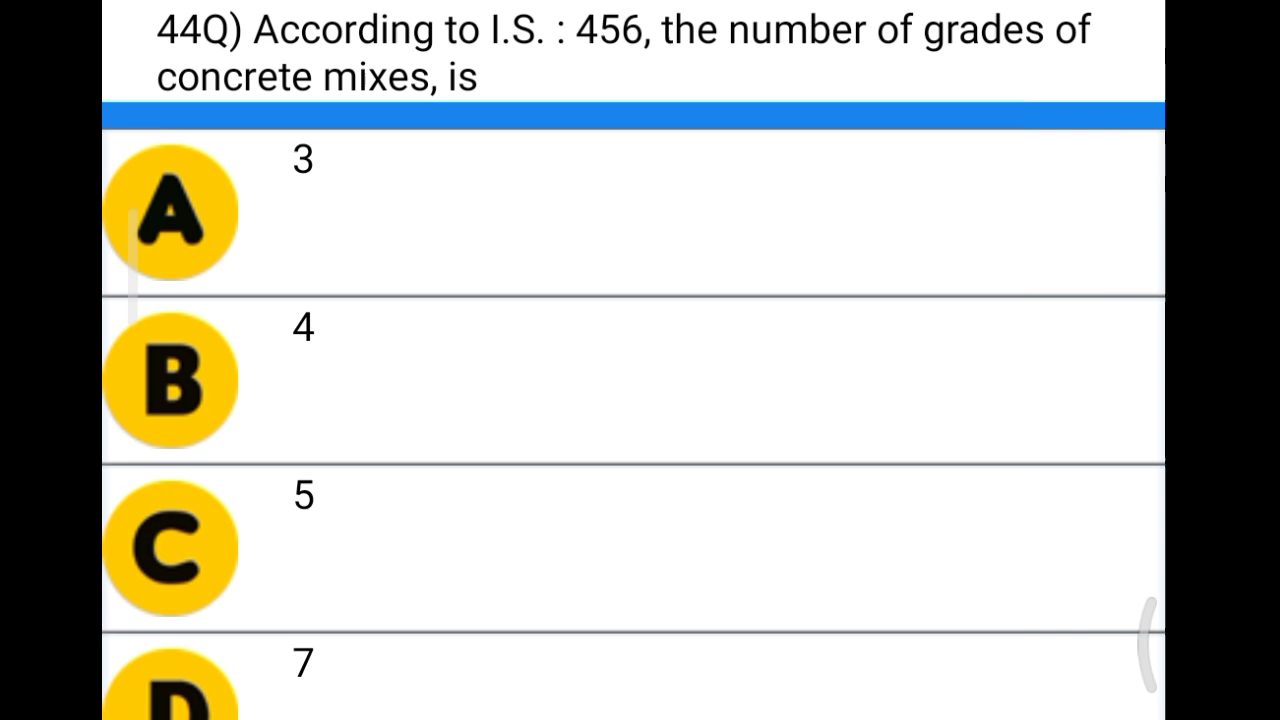 44Q) According to I.S. : 456, the number of grades of
concrete mixes, is
A 3
B 4
C 5
D 7